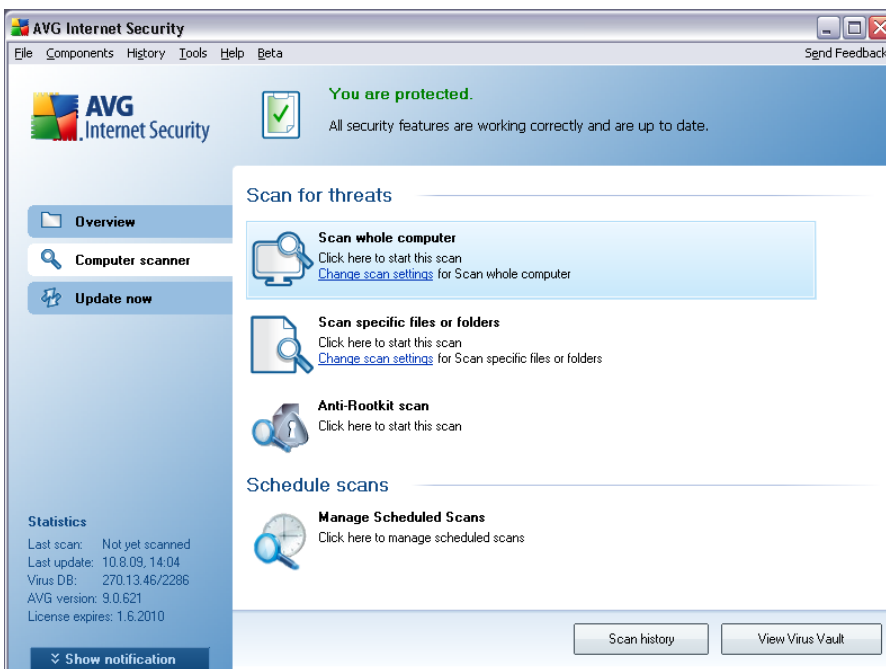 AVG Internet Security
File Components History Tools Help Beta
Send Feedback
AVG
Internet Security
You are protected.
All security features are working correctly and are up to date.
Overview
Computer scanner
Update now
Scan for threats
Scan whole computer
Click here to start this scan
Change scan settings for Scan whole computer
Scan specific files or folders
Click here to start this scan
Change scan settings for Scan specific files or folders
Anti-Rootkit scan
Click here to start this scan
Schedule scans
Manage Scheduled Scans
Click here to manage scheduled scans
Statistics
Last scan: Not yet scanned
Last update: 10.8.09, 14:04
Virus DB: 270.13.46/2286
AVG version: 9.0.621
License expires: 1.6.2010
Show notification
Scan history
View Virus Vault